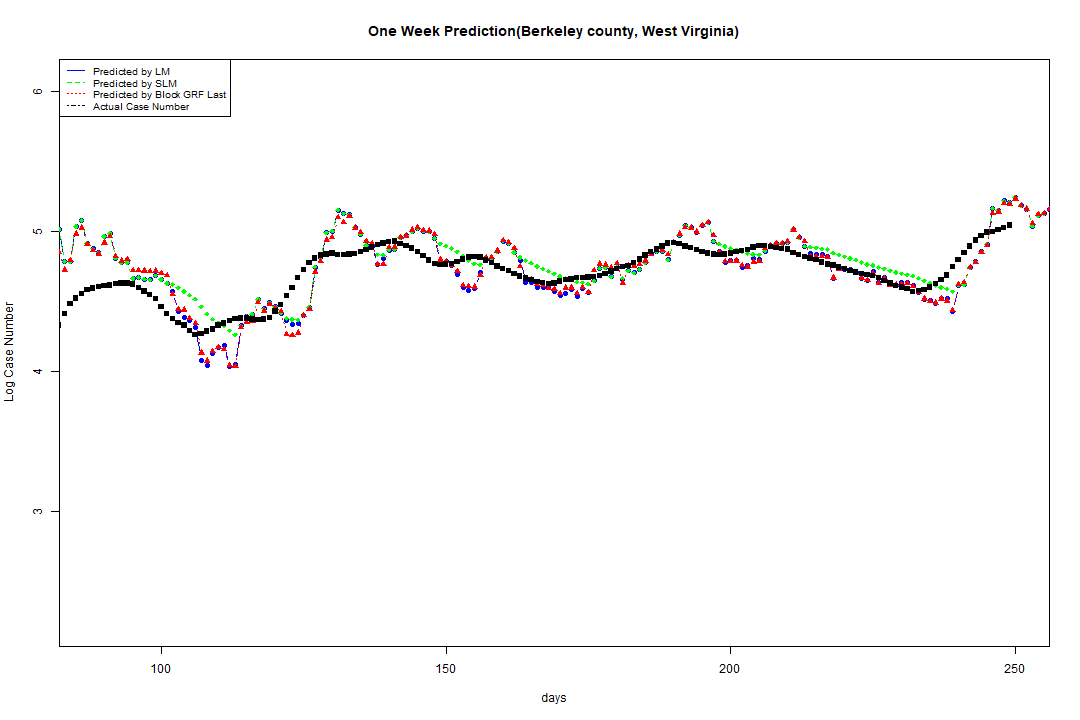 One Week Prediction(Berkeley county, West Virginia)
Predicted by LM
Predicted by SLM
Predicted by Block GRF Last
Actual Case Number
6
5
4
3
Log Case Number
100 150 200 250
days